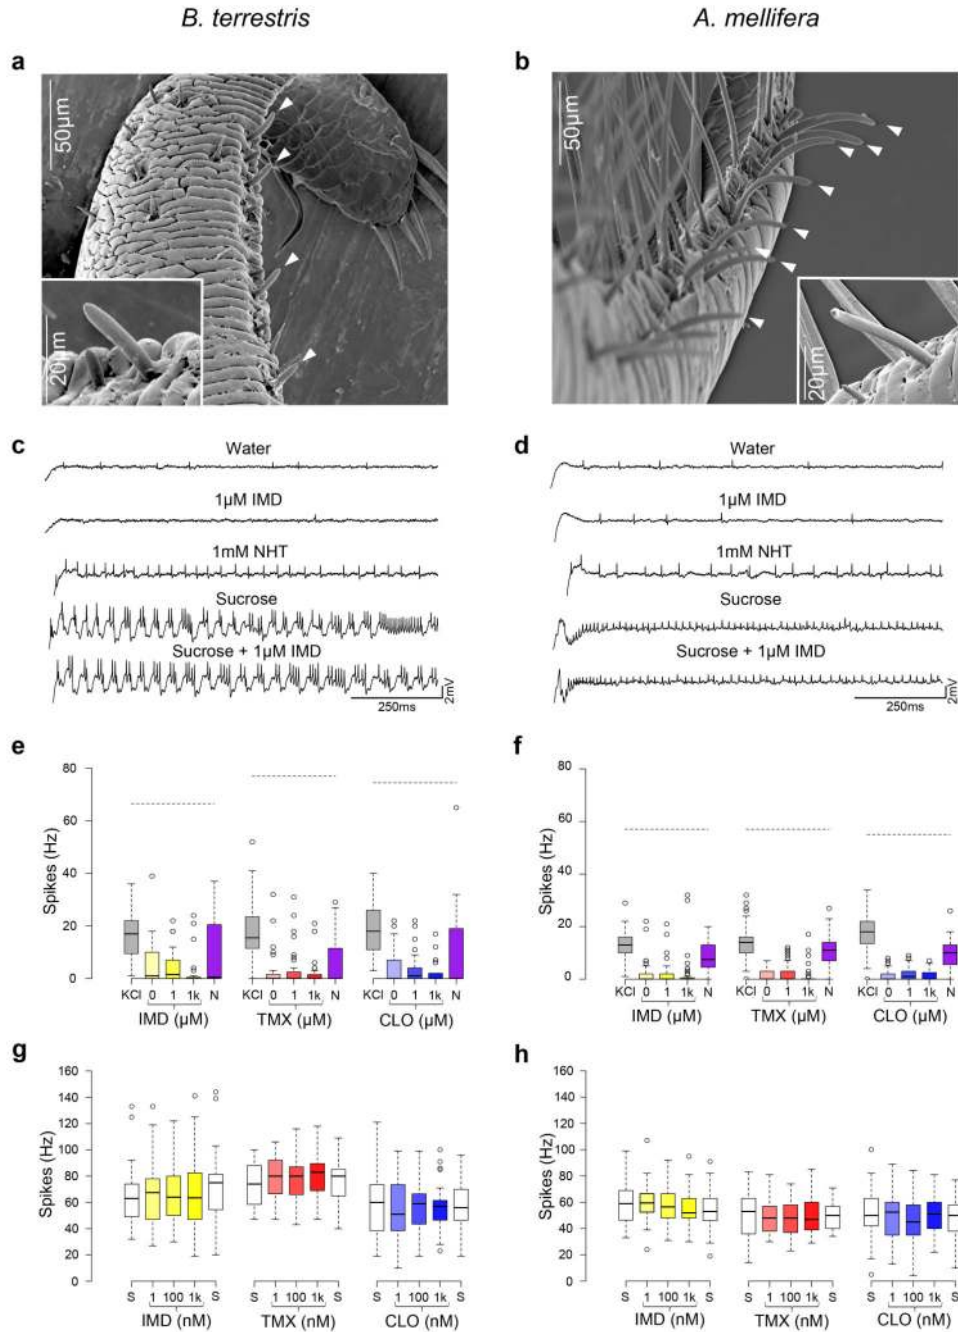 B. terrestris A. mellifera
a b
50µm 50µm
20µm 20µm
c d
Water Water
1µM IMD 1µM IMD
1mM NHT 1mM NHT
Sucrose Sucrose
Sucrose + 1µM IMD Sucrose + 1µM IMD
2mV 2mV
250ms 250ms
e f
80 80
60 60
40 40
20 20
0 0
Spikes (Hz) Spikes (Hz)
KCl 0 1 1k N KCl 0 1 1k N KCl 0 1 1k N KCl 0 1 1k N KCl 0 1 1k N KCl 0 1 1k N
IMD (µM) TMX (µM) CLO (µM) IMD (µM) TMX (µM) CLO (µM)
g h
160 160
140 140
120 120
100 100
80 80
60 60
40 40
20 20
0 0
Spikes (Hz) Spikes (Hz)
S 1 100 1k S S 1 100 1k S S 1 100 1k S S 1 100 1k S S 1 100 1k S S 1 100 1k S
IMD (nM) TMX (nM) CLO (nM) IMD (nM) TMX (nM) CLO (nM)